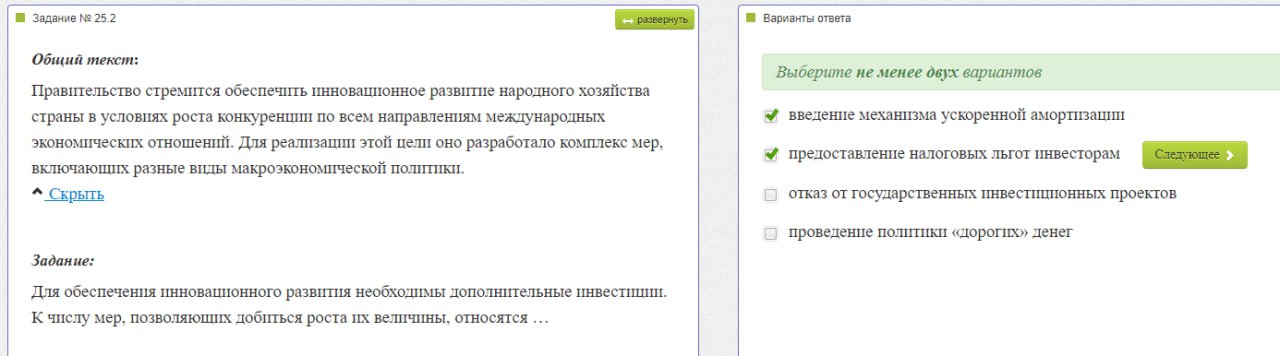 Задание № 25.2
развернуть
Общий текст:
Правительство стремится обеспечить инновационное развитие народного хозяйства
страны в условиях роста конкуренции по всем направлениям международных
экономических отношений. Для реализации этой цели оно разработало комплекс мер,
включающих разные виды макроэкономической политики.
Скрыть
Задание:
Для обеспечения инновационного развития необходимы дополнительные инвестиции.
К числу мер, позволяющих добиться роста их величины, относятся …
Варианты ответа
Выберите не менее двух вариантов
введение механизма ускоренной амортизации
предоставление налоговых льгот инвесторам
Следующее
отказ от государственных инвестиционных проектов
проведение политики «дорогих» денег